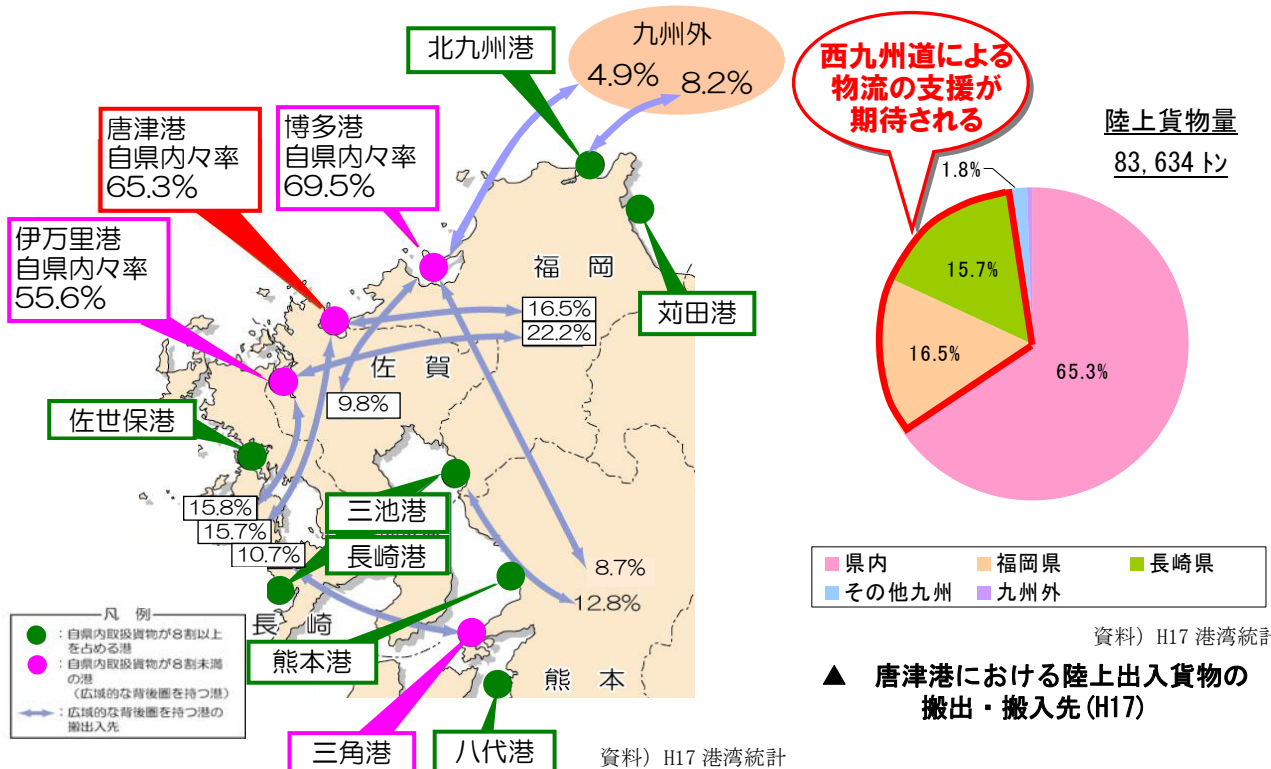 北九州港
九州外
4.9%
8.2%
唐津港
自県内々率
65.3%
博多港
自県内々率
69.5%
伊万里港
自県内々率
55.6%
福 岡
苅田港
16.5%
22.2%
佐 賀
9.8%
佐世保港
15.8%
15.7%
10.7%
三池港
長崎港
8.7%
12.8%
長 崎
熊本港
熊 本
三角港
八代港
凡 例
：自県内取扱貨物が8割以上
を占める港
：自県内取扱貨物が8割未満
の港
（広域的な背後圏を持つ港）
：広域的な背後圏を持つ港の
搬出入先
資料）H17 港湾統計
西九州道による
物流の支援が
期待される
陸上貨物量
83,634 トン
1.8%
15.7%
16.5%
65.3%
県内
福岡県
長崎県
その他九州
九州外
資料）H17 港湾統計
▲ 唐津港における陸上出入貨物の
搬出・搬入先(H17)